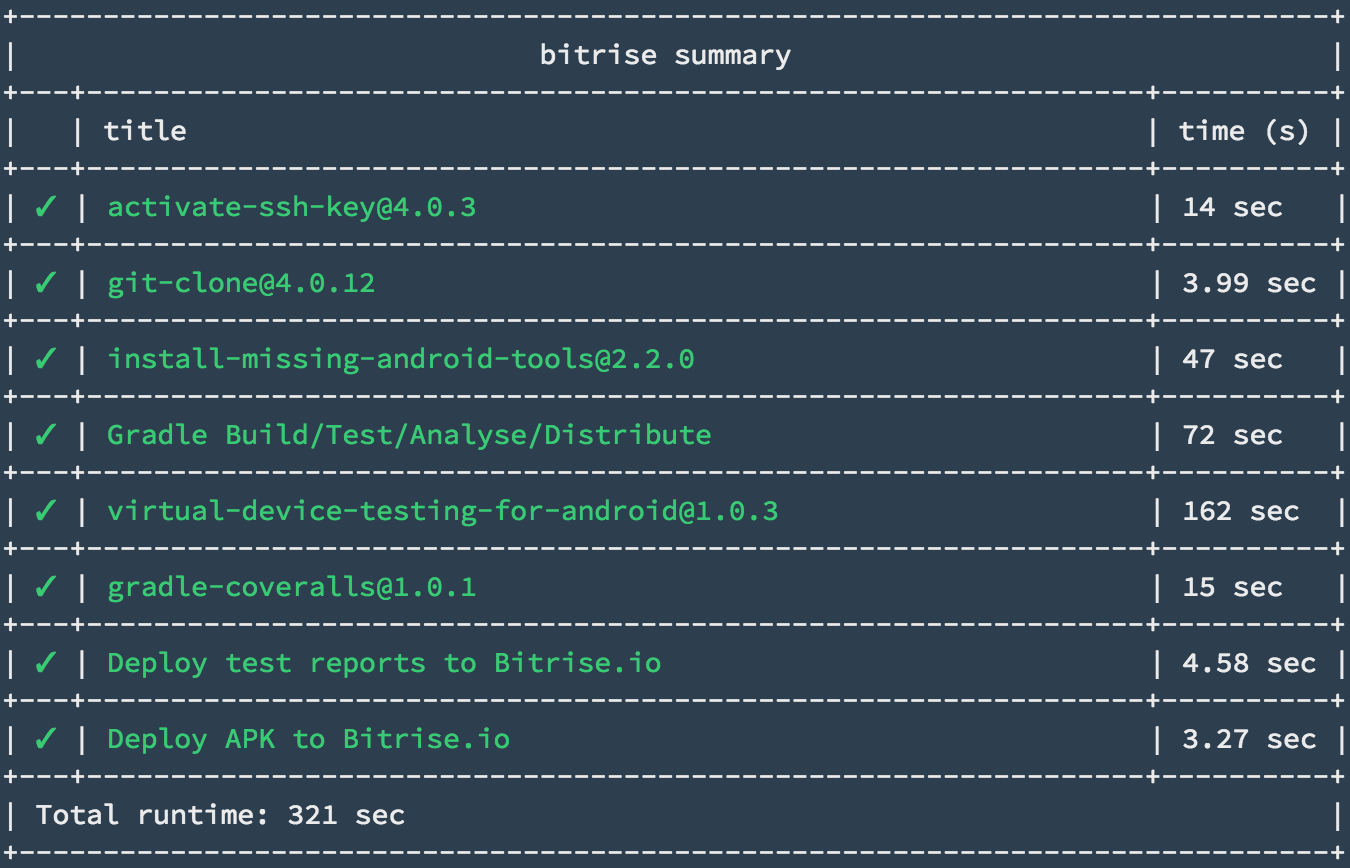 bitrise summary
title | time (s)
✓ | activate-ssh-key@4.0.3 | 14 sec
✓ | git-clone@4.0.12 | 3.99 sec
✓ | install-missing-android-tools@2.2.0 | 47 sec
✓ | Gradle Build/Test/Analyse/Distribute | 72 sec
✓ | virtual-device-testing-for-android@1.0.3 | 162 sec
✓ | gradle-coveralls@1.0.1 | 15 sec
✓ | Deploy test reports to Bitrise.io | 4.58 sec
✓ | Deploy APK to Bitrise.io | 3.27 sec
Total runtime: 321 sec